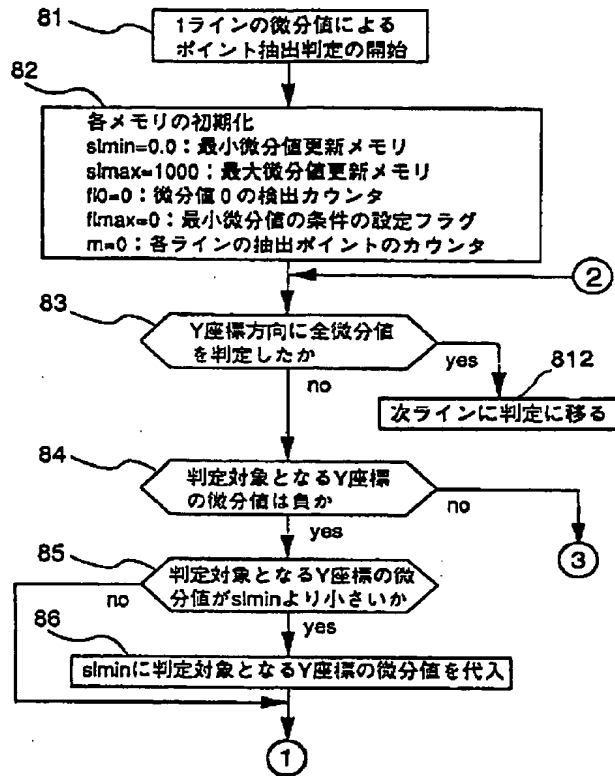 81
1ラインの微分値による
ポイント抽出判定の開始
82
各メモリの初期化
slmin=0.0:最小微分値更新メモリ
slmax=1000:最大微分値更新メモリ
fl0=0:微分値0の検出カウンタ
flmax=0:最小微分値の条件の設定フラグ
m=0:各ラインの抽出ポイントのカウンタ
2
83
Y座標方向に全微分値
を判定したか
yes
no
812
次ラインに判定に移る
84
判定対象となるY座標
の微分値は負か
no
yes
3
85
判定対象となるY座標の微
分値がslminより小さいか
no
yes
86
slminに判定対象となるY座標の微分値を代入
1